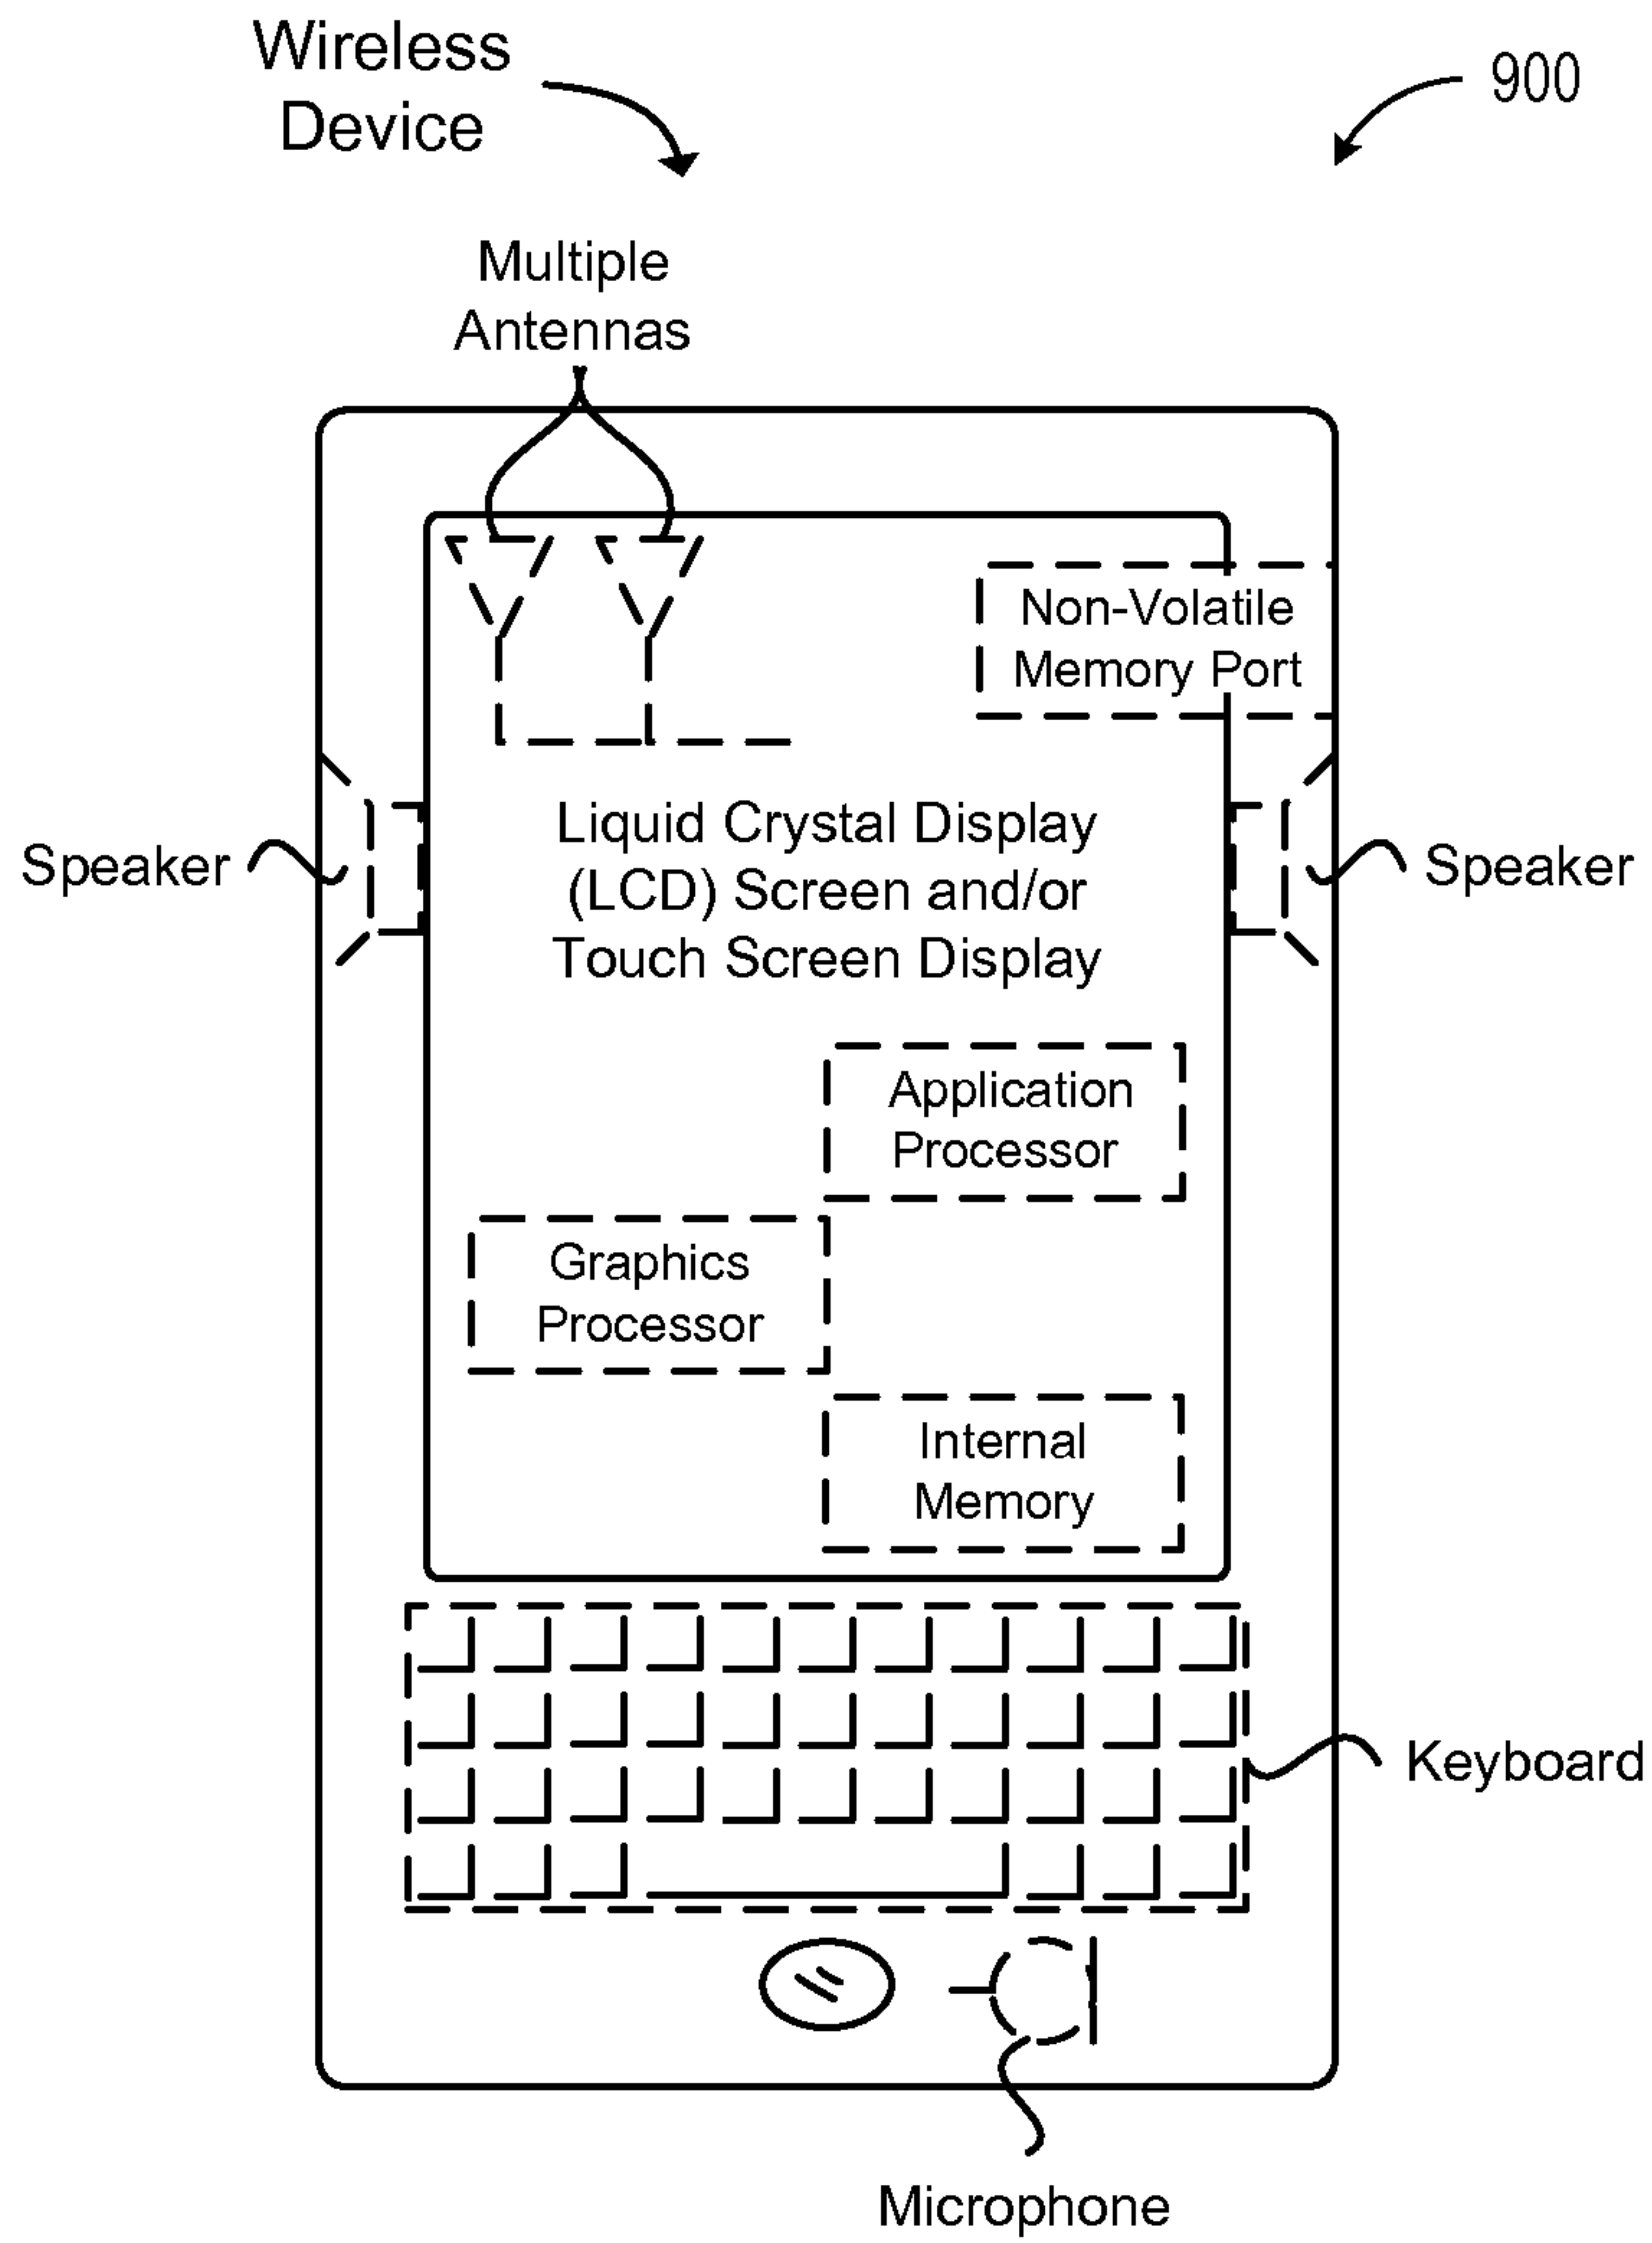 Wireless
Device
900
Multiple
Antennas
Non-Volatile
Memory Port
Speaker
Liquid Crystal Display
(LCD) Screen and/or
Touch Screen Display
Speaker
Application
Processor
Graphics
Processor
Internal
Memory
Keyboard
Microphone